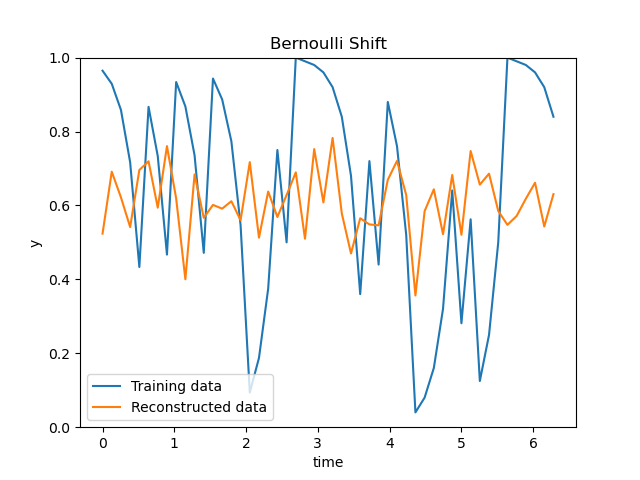 Bernoulli Shift
1.0
0.8
0.6
0.4
0.2
0.0
y
Training data
Reconstructed data
0 1 2 3 4 5 6
time